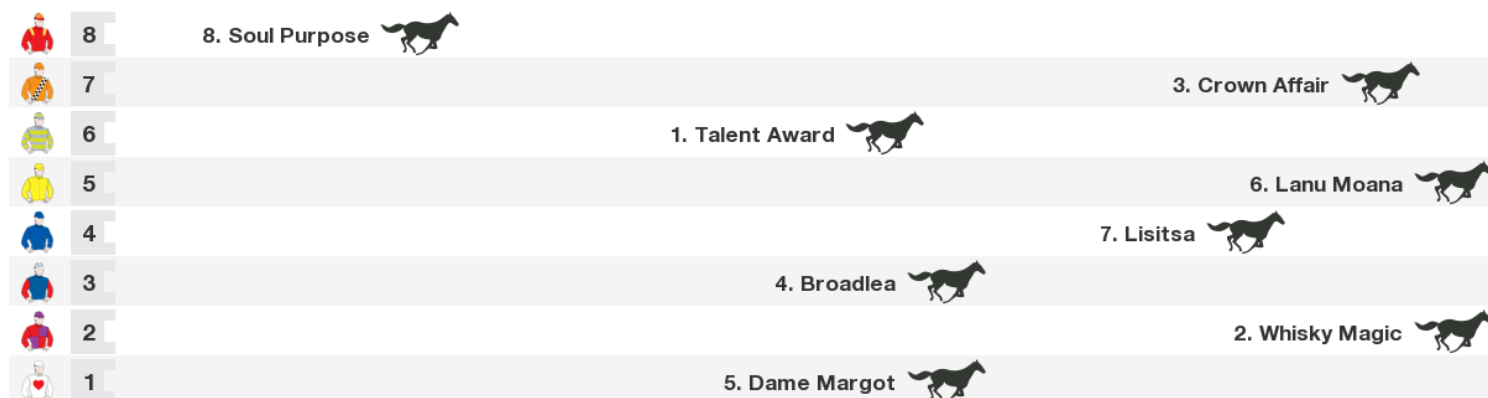 8 8. Soul Purpose
7 3. Crown Affair
6 1. Talent Award
5 6. Lanu Moana
4 7. Lisitsa
3 4. Broadlea
2 2. Whisky Magic
1 5. Dame Margot